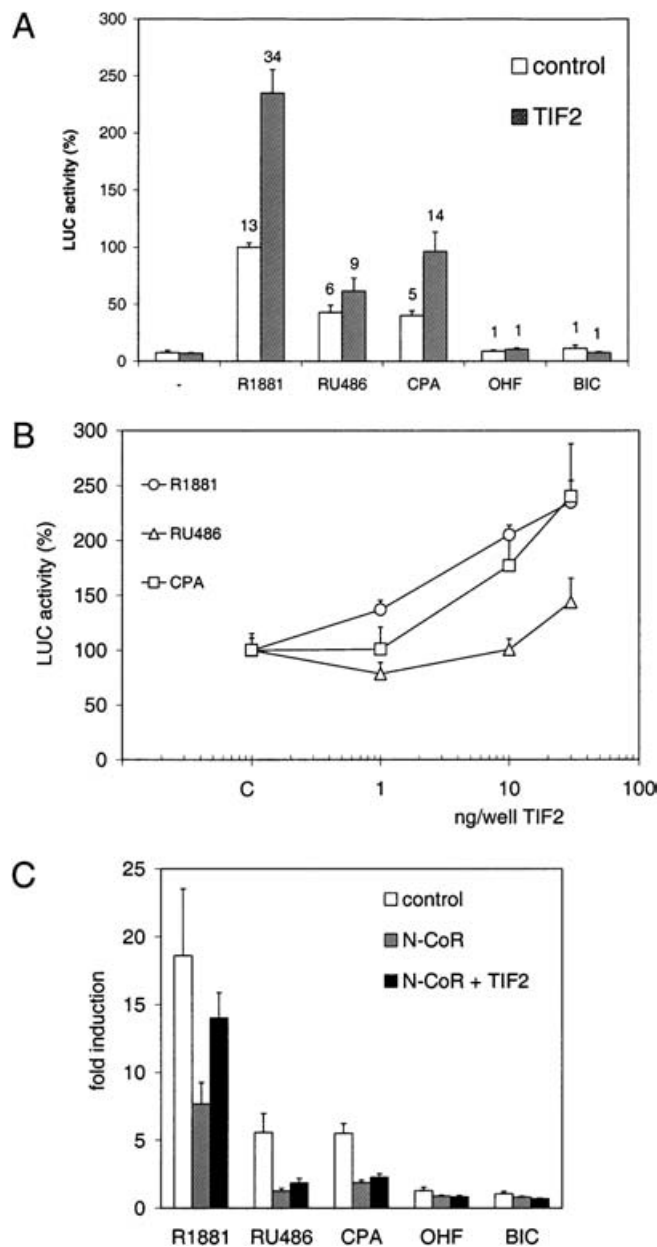 A
300
250
200
150
100
50
0
LUC activity (%)
control
TIF2
13
34
6
9
5
14
1
1
1
1
-
R1881
RU486
CPA
OHF
BIC
B
300
250
200
150
100
50
0
LUC activity (%)
R1881
RU486
CPA
C
1
10
100
ng/well TIF2
C
25
20
15
10
5
0
fold induction
control
N-CoR
N-CoR + TIF2
R1881
RU486
CPA
OHF
BIC